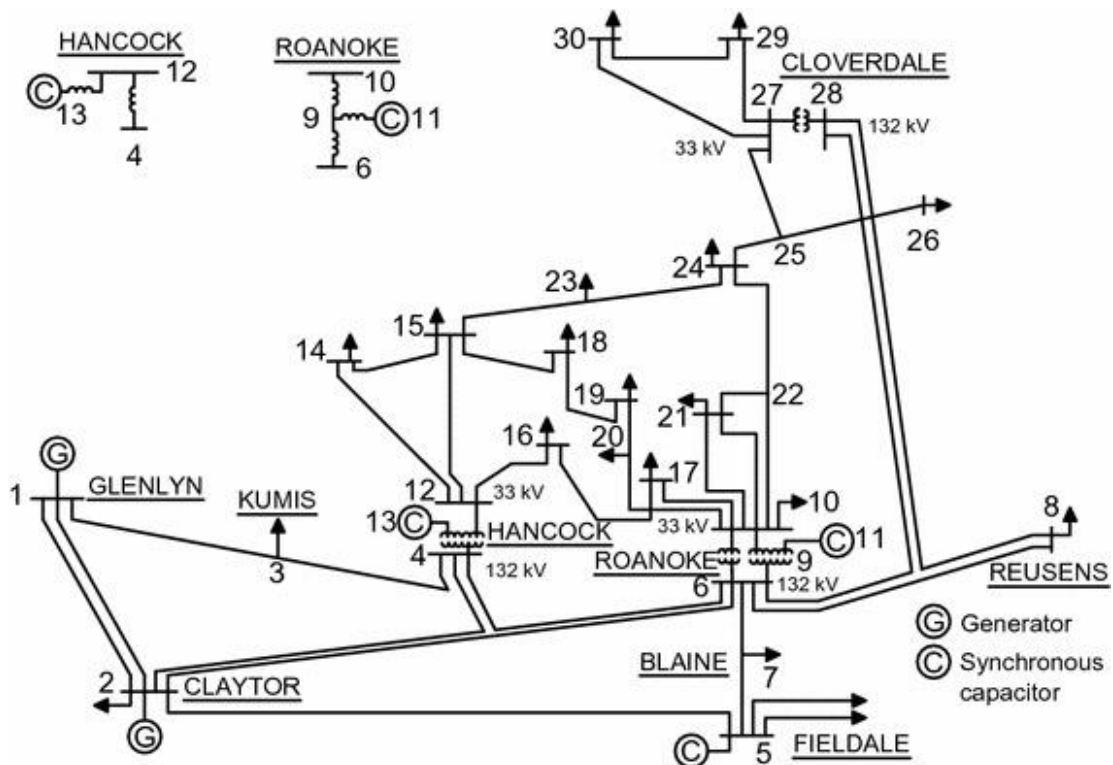 HANCOCK
12
C
13
4
ROANOKE
10
9
C 11
6
30
29
CLOVERDALE
27
28
132 kV
33 kV
26
25
24
23
15
14
18
19
22
21
20
16
17
G
1
GLENLYN
KUMIS
12
33 kV
10
8
13 C
HANCOCK
33 kV
C 11
4
132 kV
ROANOKE
9
3
6
132 kV
REUSENS
G Generator
C Synchronous
capacitor
BLAINE
7
2
CLAYTOR
G
C
5
FIELDALE